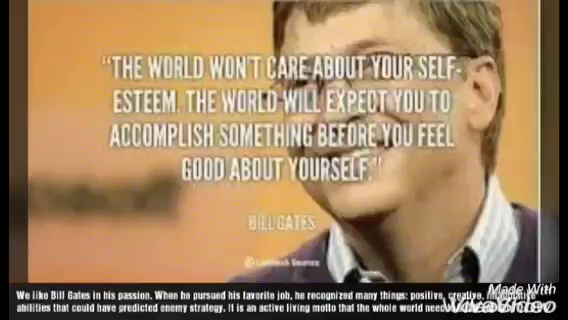 “THE WORLD WON'T CARE ABOUT YOUR SELF-
ESTEEM. THE WORLD WILL EXPECT YOU TO
ACCOMPLISH SOMETHING BEFORE YOU FEEL
GOOD ABOUT YOURSELF.”
BILL GATES
Made With
VivaVideo
We like Bill Gates in his passion. When he pursued his favorite job, he recognized many things: positive, creative,
abilities that could have predicted enemy strategy. It is an active living motto that the whole world